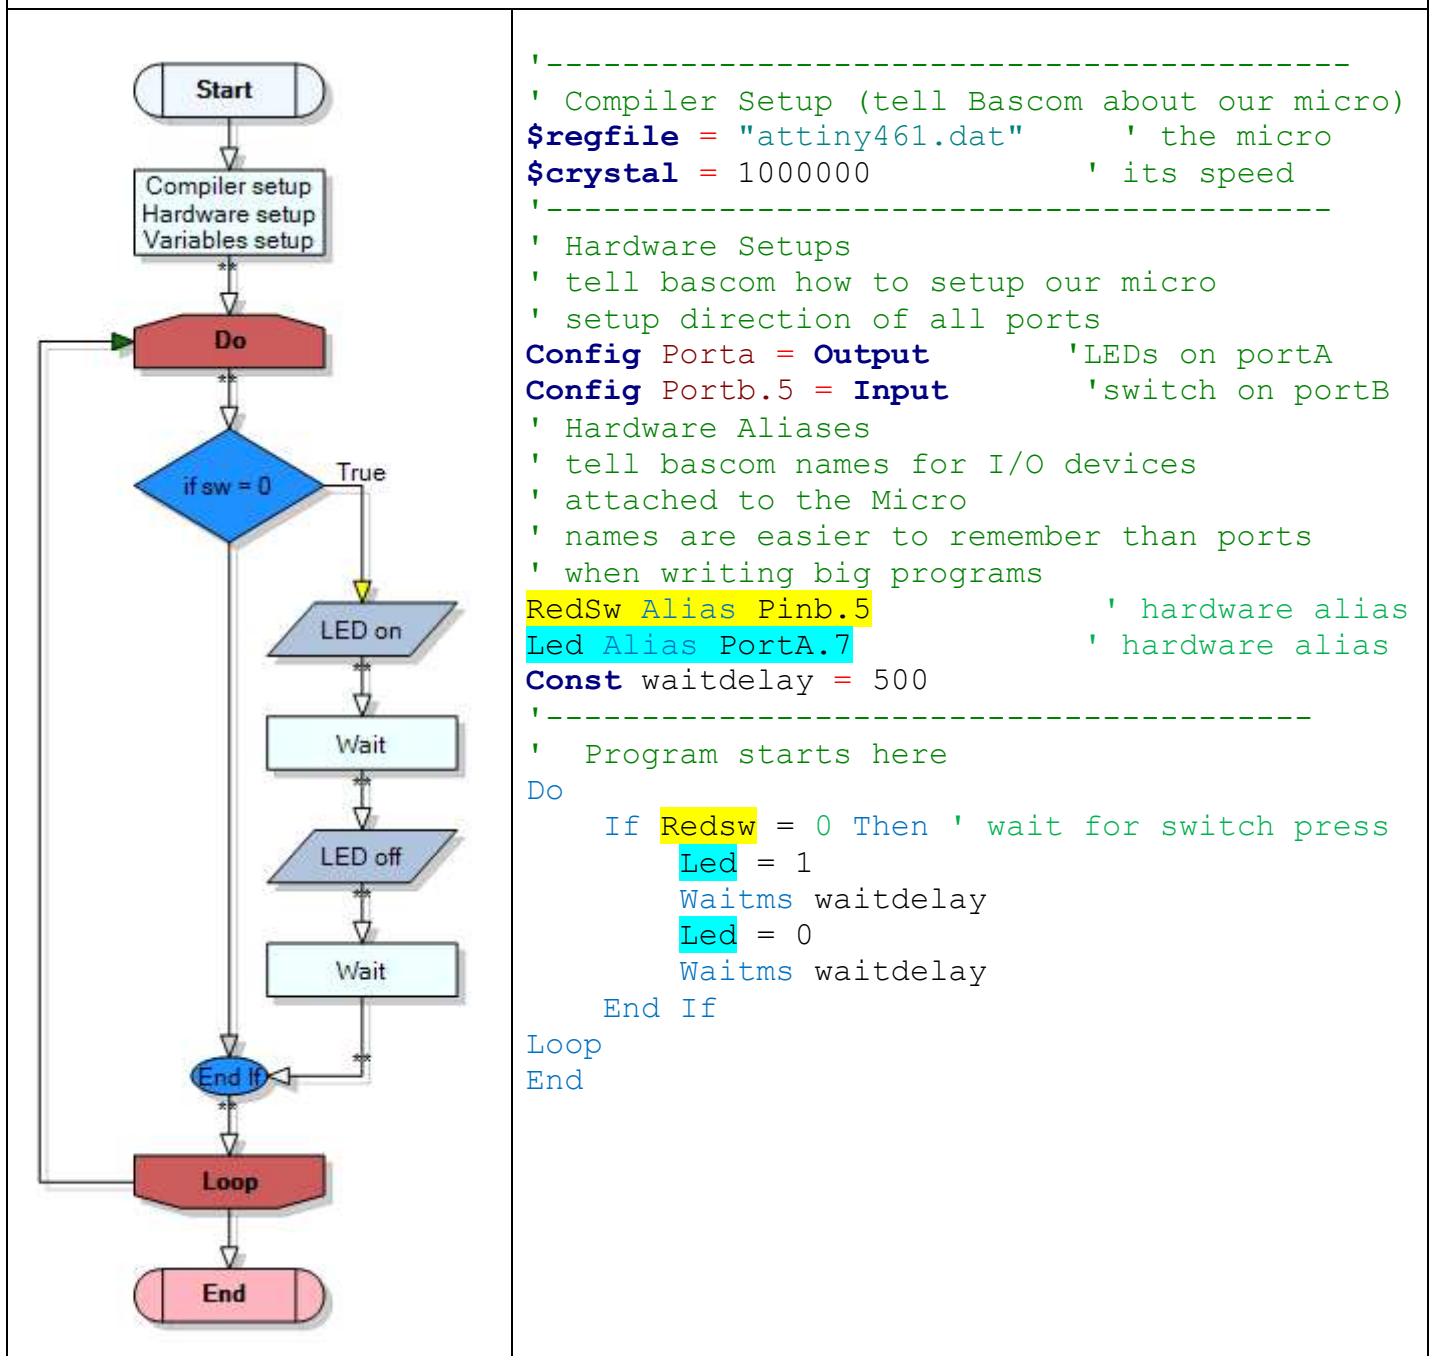 Start
Compiler setup
Hardware setup
Variables setup
**
Do
**
if sw = 0
True
LED on
**
Wait
**
LED off
**
Wait
**
End If
**
Loop
End
'------------------------------------------
' Compiler Setup (tell Bascom about our micro)
$regfile = "attiny461.dat" ' the micro
$crystal = 1000000 ' its speed
'-----------------------------------------
' Hardware Setups
' tell bascom how to setup our micro
' setup direction of all ports
Config Porta = Output 'LEDs on portA
Config Portb.5 = Input 'switch on portB
' Hardware Aliases
' tell bascom names for I/O devices
' attached to the Micro
' names are easier to remember than ports
' when writing big programs
RedSw Alias Pinb.5 ' hardware alias
Led Alias PortA.7 ' hardware alias
Const waitdelay = 500
'----------------------------------------
' Program starts here
Do
If Redsw = 0 Then ' wait for switch press
Led = 1
Waitms waitdelay
Led = 0
Waitms waitdelay
End If
Loop
End